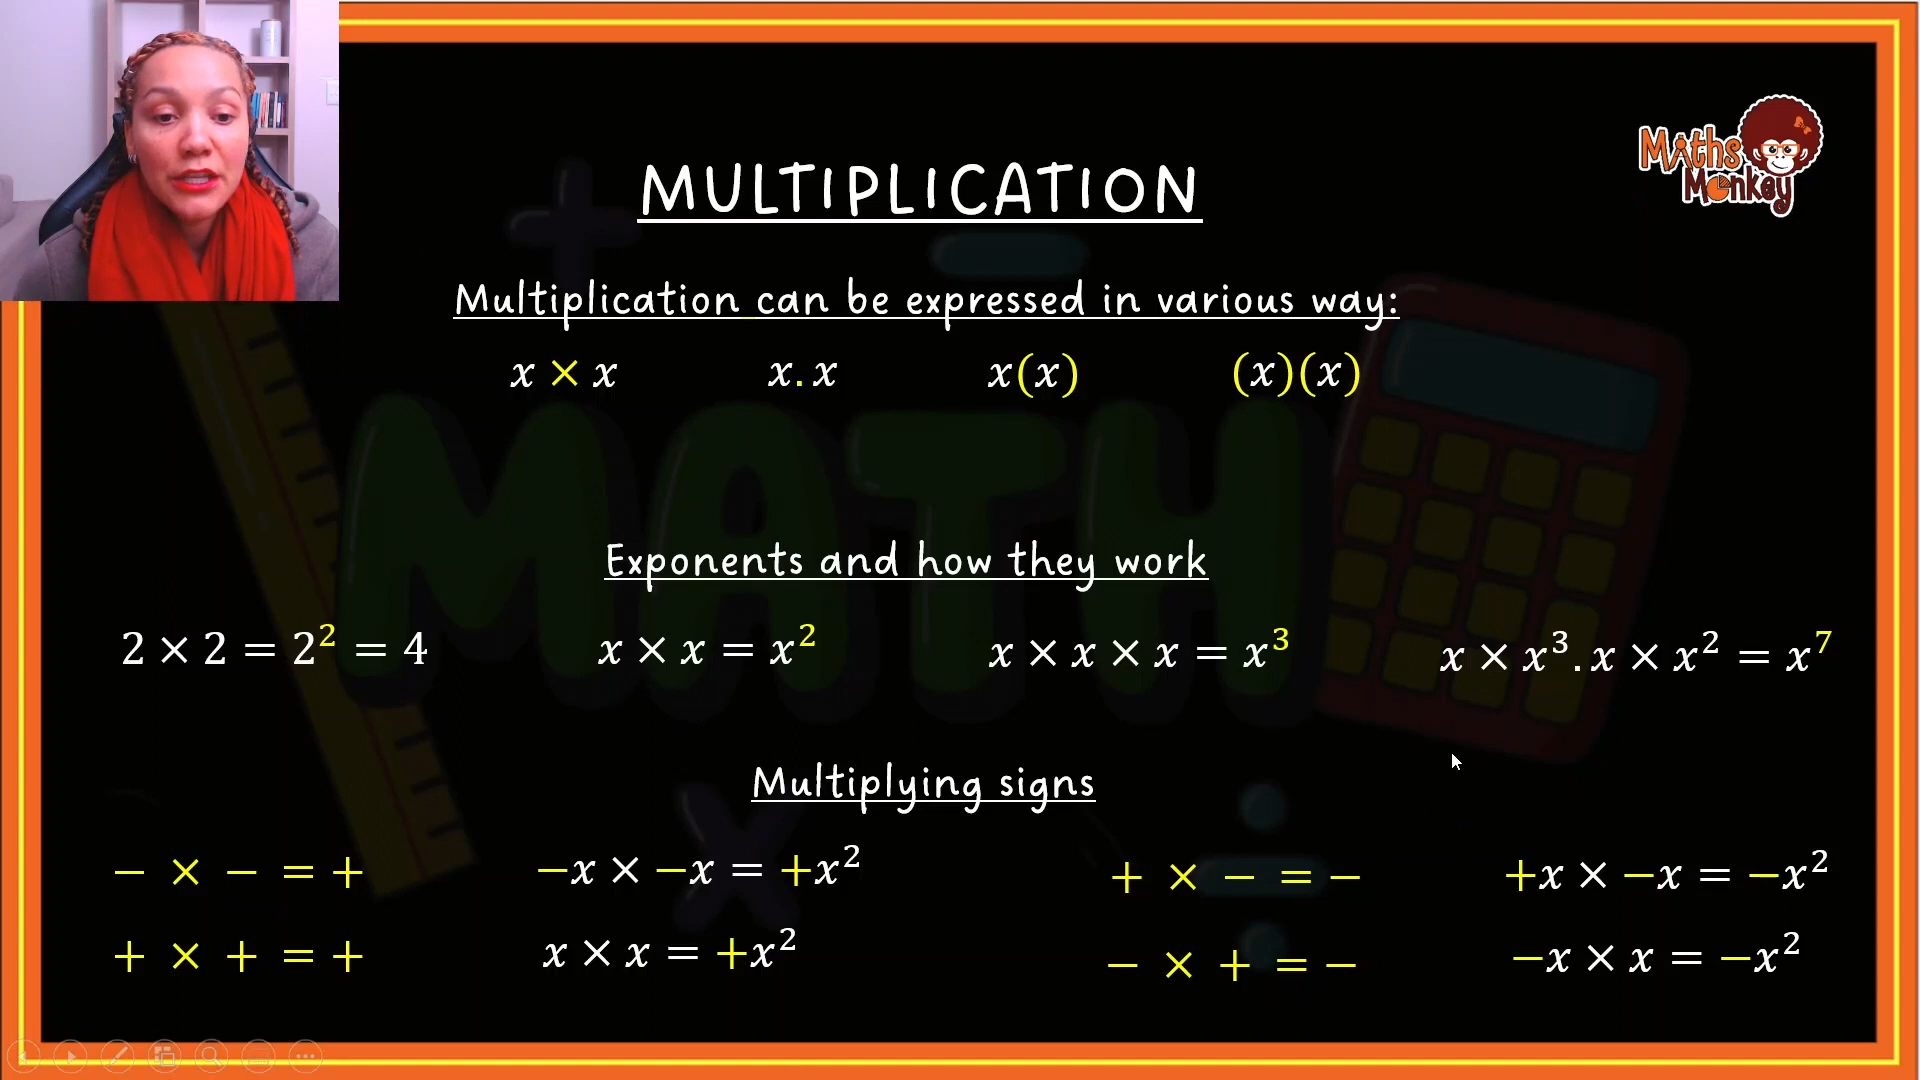 Maths
Monkey
MULTIPLICATION
Multiplication can be expressed in various way:
x × x    x . x    x(x)    (x)(x)
Exponents and how they work
2 × 2 = 2² = 4    x × x = x²    x × x × x = x³    x × x³. x × x² = x⁷
Multiplying signs
− × − = +    −x × −x = +x²    + × − = −    +x × −x = −x²
+ × + = +    x × x = +x²    − × + = −    −x × x = −x²
MATH